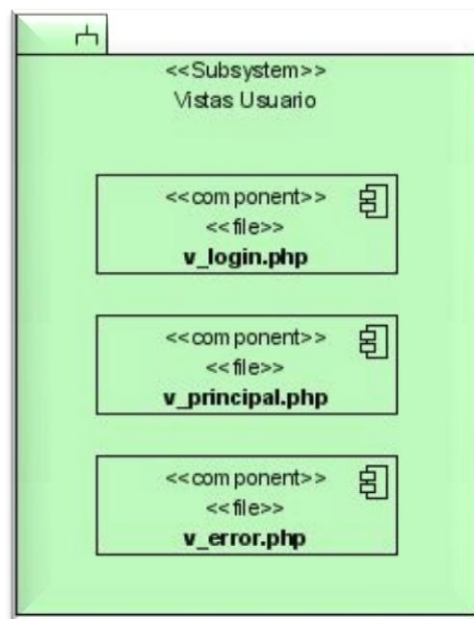 <<Subsystem>>
Vistas Usuario
<<component>>
<<file>>
v_login.php
<<component>>
<<file>>
v_principal.php
<<component>>
<<file>>
v_error.php